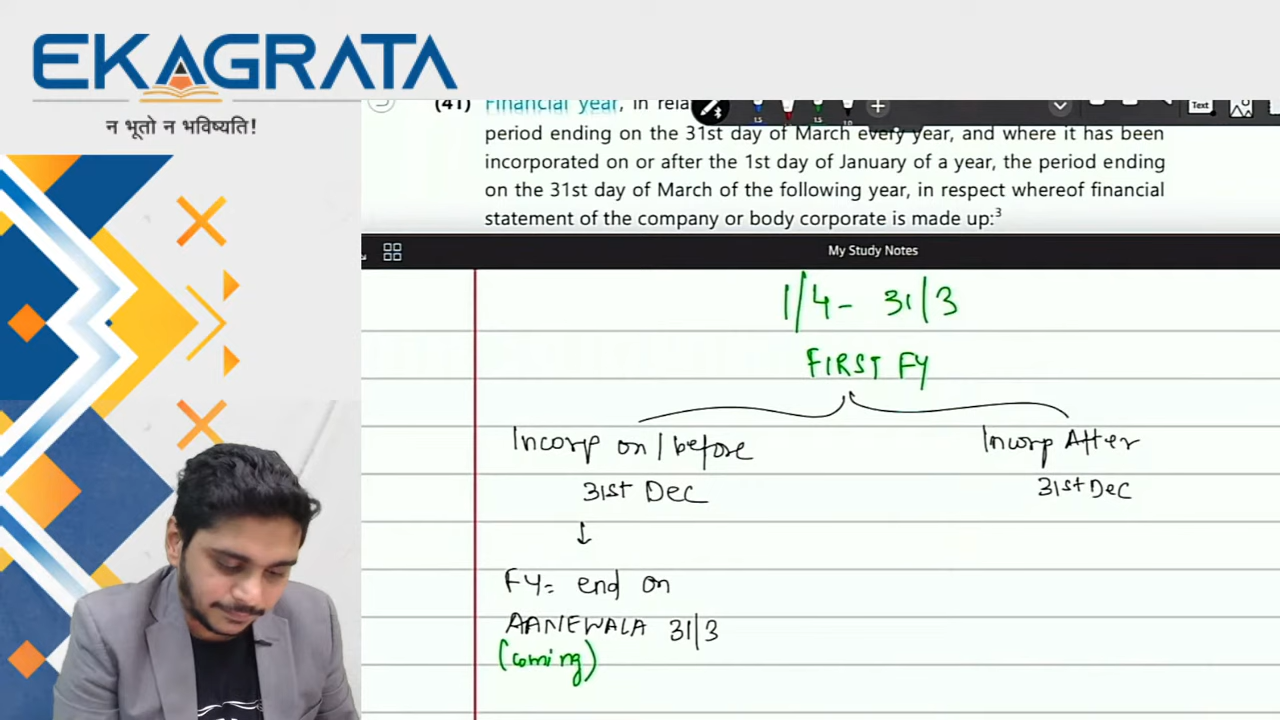 EKAGRATA
न भूतो न भविष्यति!
(41) Financial year, in rela
period ending on the 31st day of March every year, and where it has been
incorporated on or after the 1st day of January of a year, the period ending
on the 31st day of March of the following year, in respect whereof financial
statement of the company or body corporate is made up:3
Text
My Study Notes
1/4 - 31/3
FIRST FY
Incorp on/before
31st Dec
Incorp After
31st Dec
↓
FY= end on
AANEWALA 31/3
(coming)